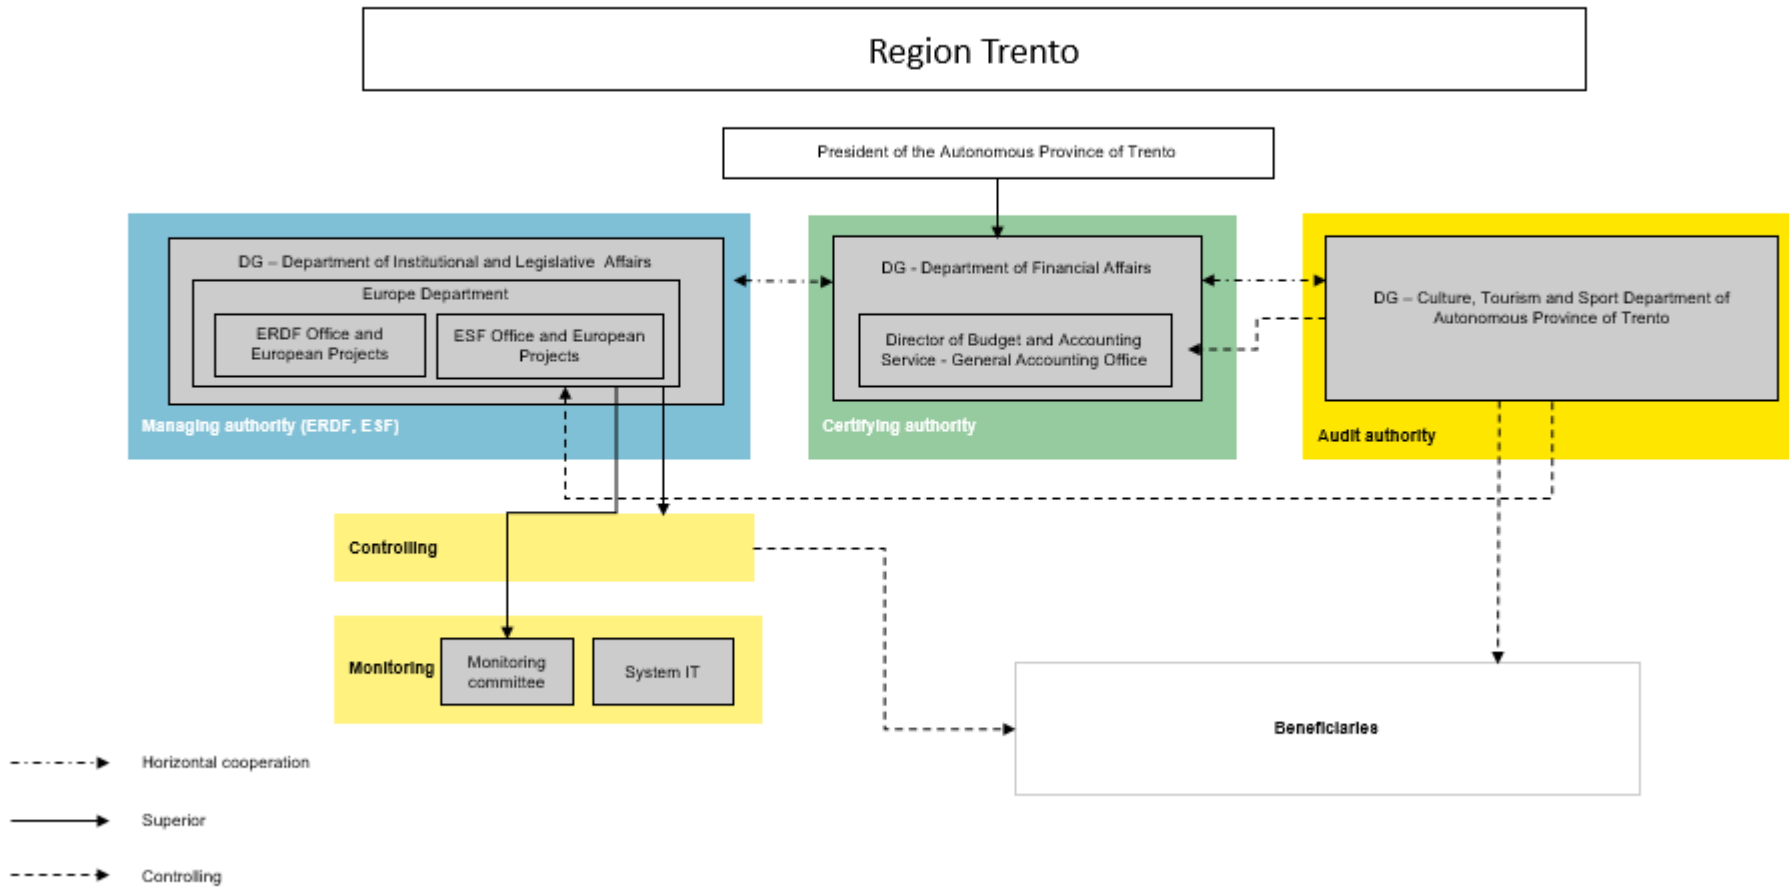 Region Trento
President of the Autonomous Province of Trento
DG – Department of Institutional and Legislative Affairs
Europe Department
ERDF Office and
European Projects
ESF Office and European
Projects
Managing authority (ERDF, ESF)
DG - Department of Financial Affairs
Director of Budget and Accounting
Service - General Accounting Office
Certifying authority
DG – Culture, Tourism and Sport Department of
Autonomous Province of Trento
Audit authority
Controlling
Monitoring
Monitoring
committee
System IT
Beneficiaries
Horizontal cooperation
Superior
Controlling